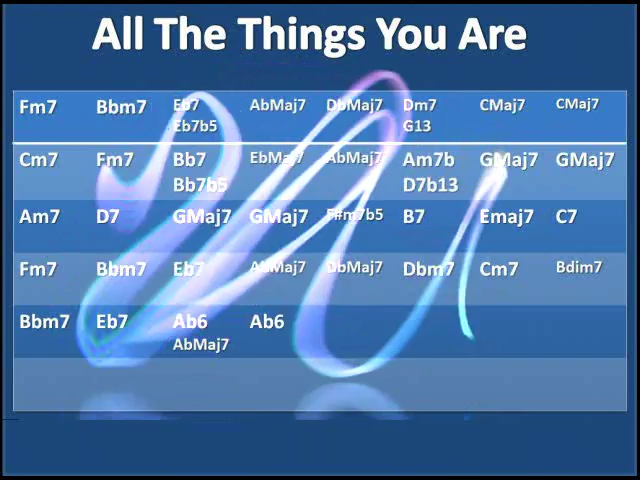 All The Things You Are
Fm7 Bbm7 Eb7 AbMaj7 DbMaj7 Dm7 CMaj7 CMaj7
Eb7b5 G13
Cm7 Fm7 Bb7 EbMaj7 AbMaj7 Am7b GMaj7 GMaj7
Bb7b5 D7b13
Am7 D7 GMaj7 GMaj7 F#m7b5 B7 Emaj7 C7
Fm7 Bbm7 Eb7 AbMaj7 DbMaj7 Dbm7 Cm7 Bdim7
Bbm7 Eb7 Ab6 Ab6
AbMaj7